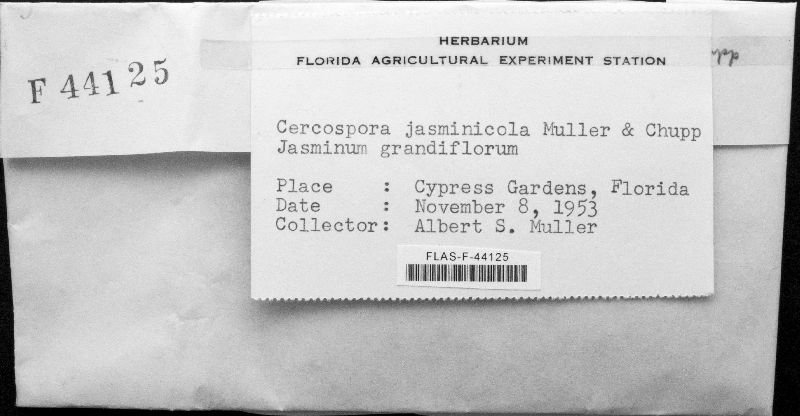 F 44125
HERBARIUM
FLORIDA AGRICULTURAL EXPERIMENT STATION
Cercospora jasminicola Muller & Chupp
Jasminum grandiflorum
Place : Cypress Gardens, Florida
Date : November 8, 1953
Collector: Albert S. Muller
FLAS-F-44125